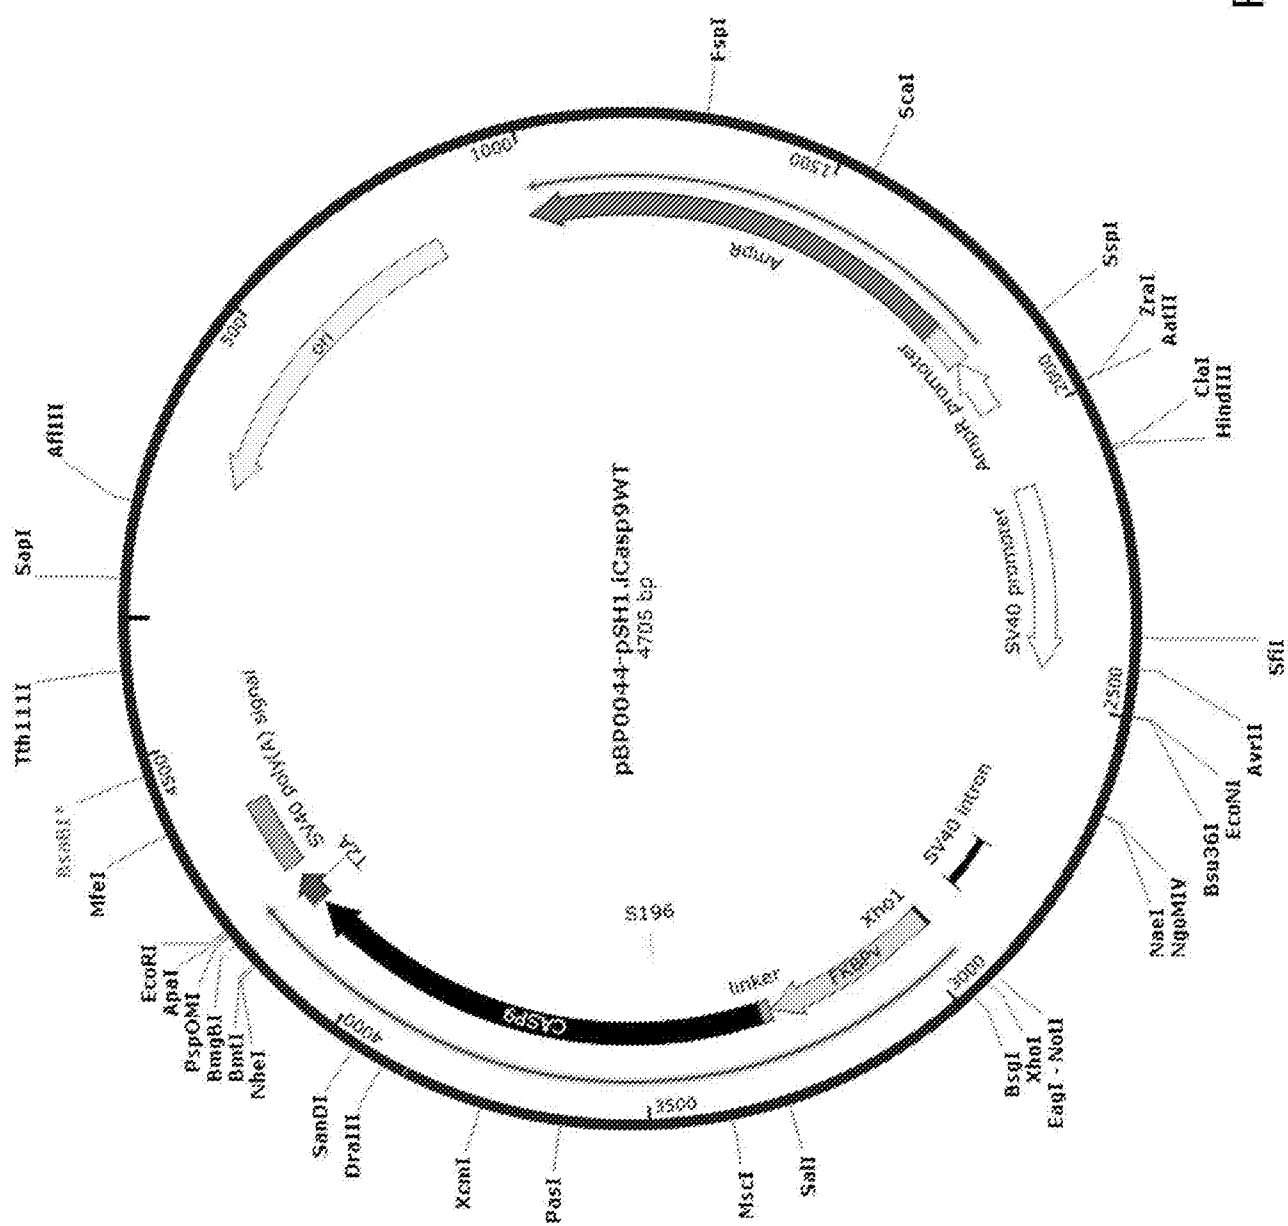 pBP0044-pSH1.iCasp9WT
4705 bp
FspI
ScaI
SspI
ZraI
AatII
ClaI
HindIII
SfiI
AvrII
EcoNI
Bsu36I
NgoMIV
NaeI
EagI - NotI
XhoI
BsgI
SalI
MscI
PasI
XcmI
DraIII
SanDI
NheI
BmtI
BmgBI
PspOMI
ApaI
EcoRI
MfeI
BsaBI*
Tth111I
SapI
AflIII
500
1000
1500
2000
2500
3000
3500
4000
4500
ori
AmpR
AmpR promoter
SV40 promoter
SV40 intron
Xho1
FKBPv
linker
S196
CASP9
T2A
SV40 poly(A) signal